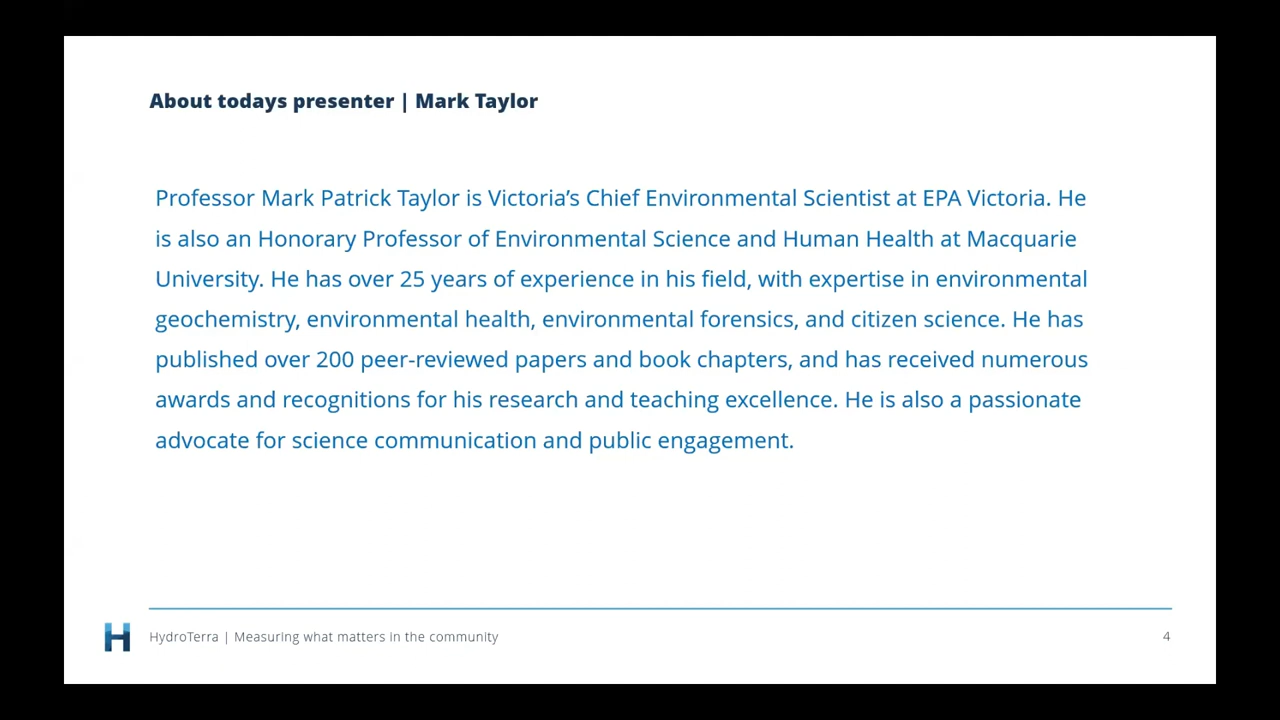 About todays presenter | Mark Taylor
Professor Mark Patrick Taylor is Victoria’s Chief Environmental Scientist at EPA Victoria. He
is also an Honorary Professor of Environmental Science and Human Health at Macquarie
University. He has over 25 years of experience in his field, with expertise in environmental
geochemistry, environmental health, environmental forensics, and citizen science. He has
published over 200 peer-reviewed papers and book chapters, and has received numerous
awards and recognitions for his research and teaching excellence. He is also a passionate
advocate for science communication and public engagement.
H HydroTerra | Measuring what matters in the community 4